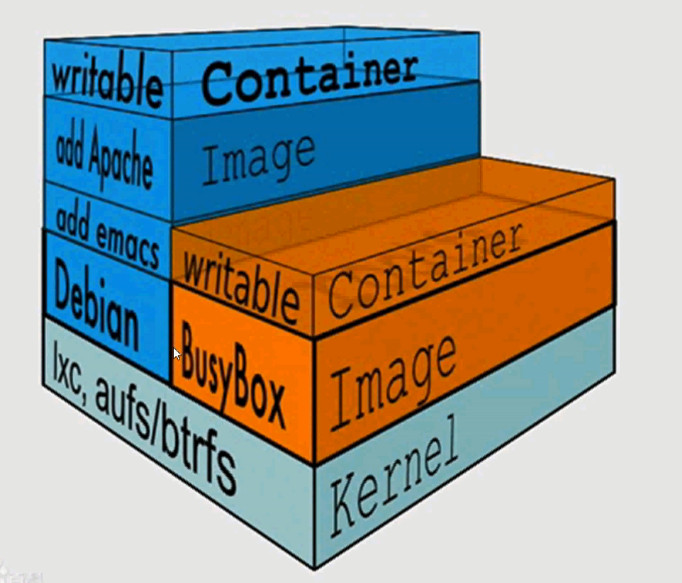 writable Container
add Apache Image
add emacs Image
writable Container
Debian
BusyBox Image
lxc, aufs/btrfs Kernel